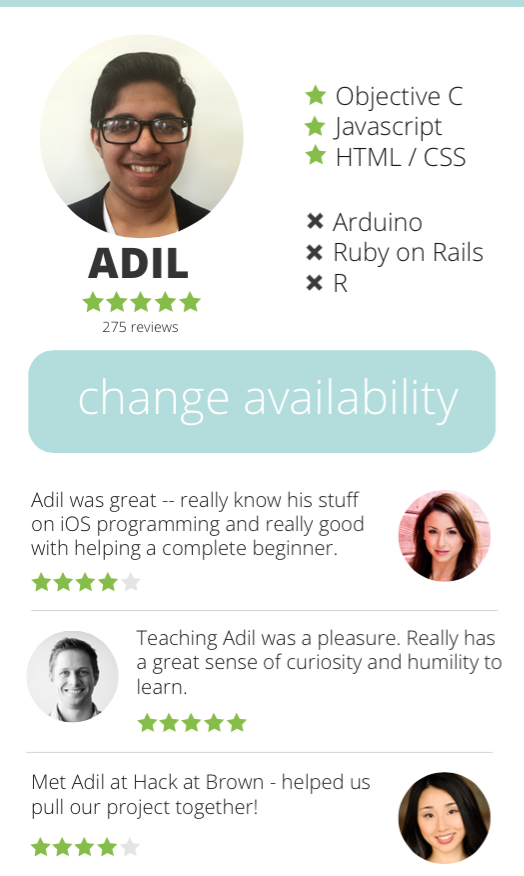 Objective C
Javascript
HTML / CSS
Arduino
Ruby on Rails
R
ADIL
275 reviews
change availability
Adil was great -- really know his stuff
on iOS programming and really good
with helping a complete beginner.
Teaching Adil was a pleasure. Really has
a great sense of curiosity and humility to
learn.
Met Adil at Hack at Brown - helped us
pull our project together!